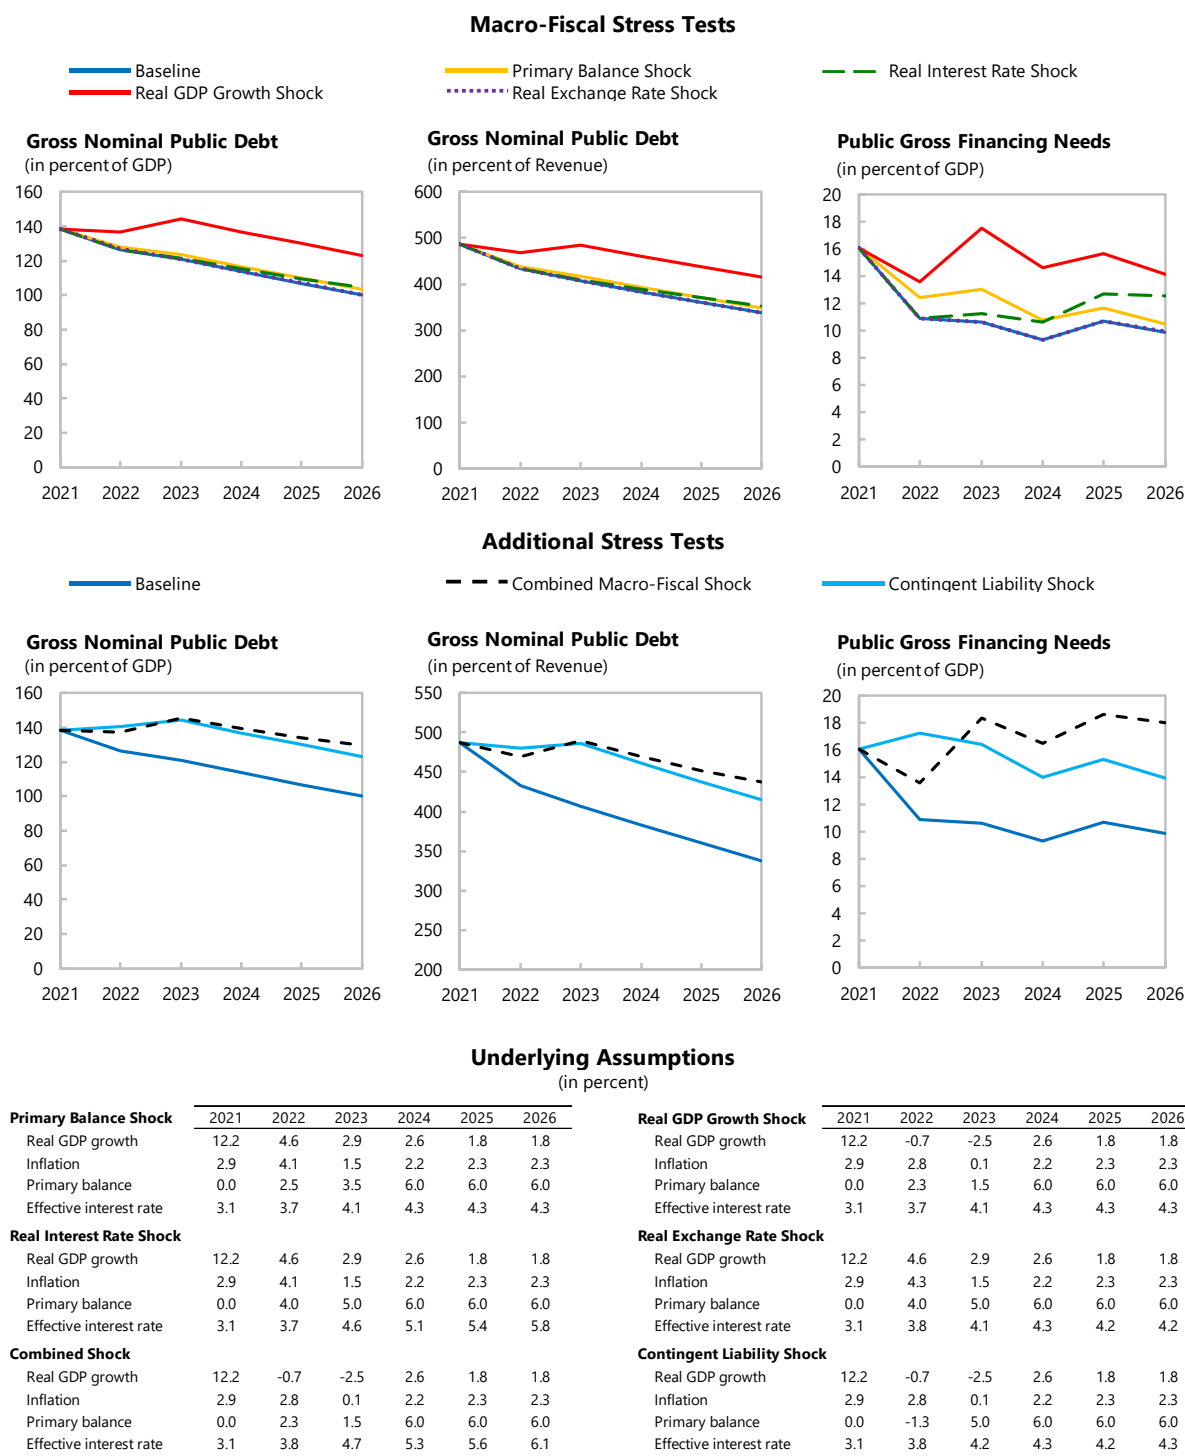 Macro-Fiscal Stress Tests
Baseline
Primary Balance Shock
Real Interest Rate Shock
Real GDP Growth Shock
Real Exchange Rate Shock
Gross Nominal Public Debt
(in percent of GDP)
160
140
120
100
80
60
40
20
0
2021 2022 2023 2024 2025 2026
Gross Nominal Public Debt
(in percent of Revenue)
600
500
400
300
200
100
0
2021 2022 2023 2024 2025 2026
Public Gross Financing Needs
(in percent of GDP)
20
18
16
14
12
10
8
6
4
2
0
2021 2022 2023 2024 2025 2026
Additional Stress Tests
Baseline
Combined Macro-Fiscal Shock
Contingent Liability Shock
Gross Nominal Public Debt
(in percent of GDP)
160
140
120
100
80
60
40
20
0
2021 2022 2023 2024 2025 2026
Gross Nominal Public Debt
(in percent of Revenue)
550
500
450
400
350
300
250
200
2021 2022 2023 2024 2025 2026
Public Gross Financing Needs
(in percent of GDP)
20
18
16
14
12
10
8
6
4
2
0
2021 2022 2023 2024 2025 2026
Underlying Assumptions
(in percent)
Primary Balance Shock 2021 2022 2023 2024 2025 2026
Real GDP growth 12.2 4.6 2.9 2.6 1.8 1.8
Inflation 2.9 4.1 1.5 2.2 2.3 2.3
Primary balance 0.0 2.5 3.5 6.0 6.0 6.0
Effective interest rate 3.1 3.7 4.1 4.3 4.3 4.3
Real Interest Rate Shock
Real GDP growth 12.2 4.6 2.9 2.6 1.8 1.8
Inflation 2.9 4.1 1.5 2.2 2.3 2.3
Primary balance 0.0 4.0 5.0 6.0 6.0 6.0
Effective interest rate 3.1 3.7 4.6 5.1 5.4 5.8
Combined Shock
Real GDP growth 12.2 -0.7 -2.5 2.6 1.8 1.8
Inflation 2.9 2.8 0.1 2.2 2.3 2.3
Primary balance 0.0 2.3 1.5 6.0 6.0 6.0
Effective interest rate 3.1 3.8 4.7 5.3 5.6 6.1
Real GDP Growth Shock 2021 2022 2023 2024 2025 2026
Real GDP growth 12.2 -0.7 -2.5 2.6 1.8 1.8
Inflation 2.9 2.8 0.1 2.2 2.3 2.3
Primary balance 0.0 2.3 1.5 6.0 6.0 6.0
Effective interest rate 3.1 3.7 4.1 4.3 4.3 4.3
Real Exchange Rate Shock
Real GDP growth 12.2 4.6 2.9 2.6 1.8 1.8
Inflation 2.9 4.3 1.5 2.2 2.3 2.3
Primary balance 0.0 4.0 5.0 6.0 6.0 6.0
Effective interest rate 3.1 3.8 4.1 4.3 4.2 4.2
Contingent Liability Shock
Real GDP growth 12.2 -0.7 -2.5 2.6 1.8 1.8
Inflation 2.9 2.8 0.1 2.2 2.3 2.3
Primary balance 0.0 -1.3 5.0 6.0 6.0 6.0
Effective interest rate 3.1 3.8 4.2 4.3 4.2 4.3